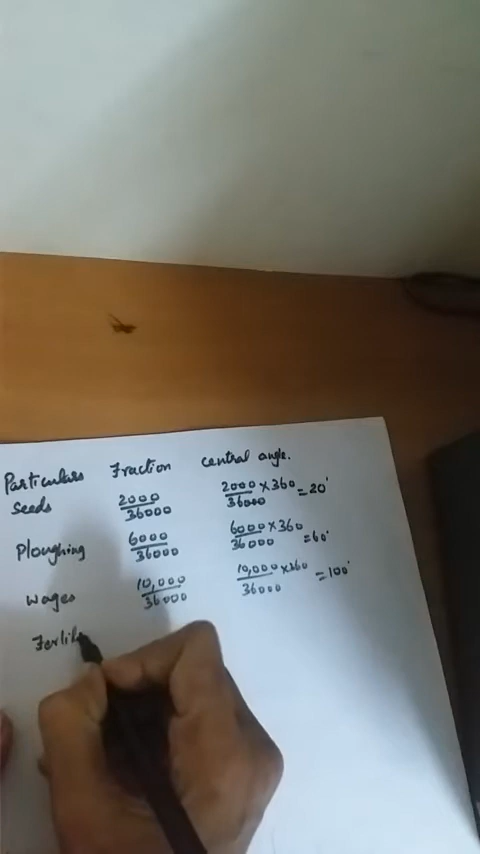 Particulars Fraction central angle.
Seeds 2000/36000 2000/36000 × 360 = 20°
Ploughing 6000/36000 6000/36000 × 360 = 60°
Wages 10,000/36000 10,000/36000 × 360 = 100°
Fertili